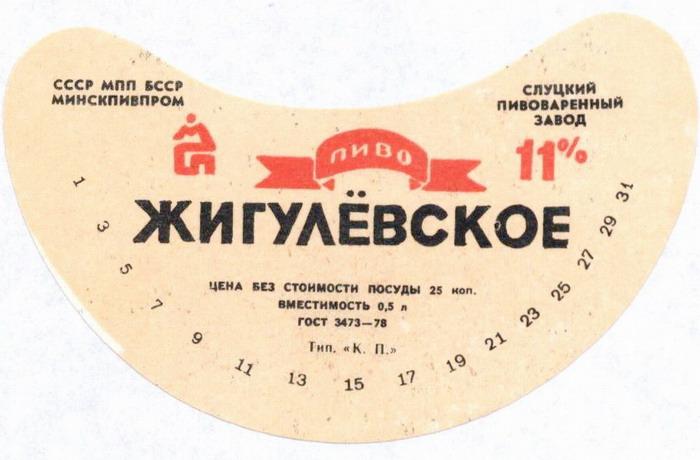 СССР МПП БССР
МИНСКПИВПРОМ
СЛУЦКИЙ
ПИВОВАРЕННЫЙ
ЗАВОД
ПИВО
11%
ЖИГУЛЁВСКОЕ
ЦЕНА БЕЗ СТОИМОСТИ ПОСУДЫ 25 коп.
ВМЕСТИМОСТЬ 0,5 л
ГОСТ 3473—78
Тип. «К. П.»
1 3 5 7 9 11 13 15 17 19 21 23 25 27 29 31